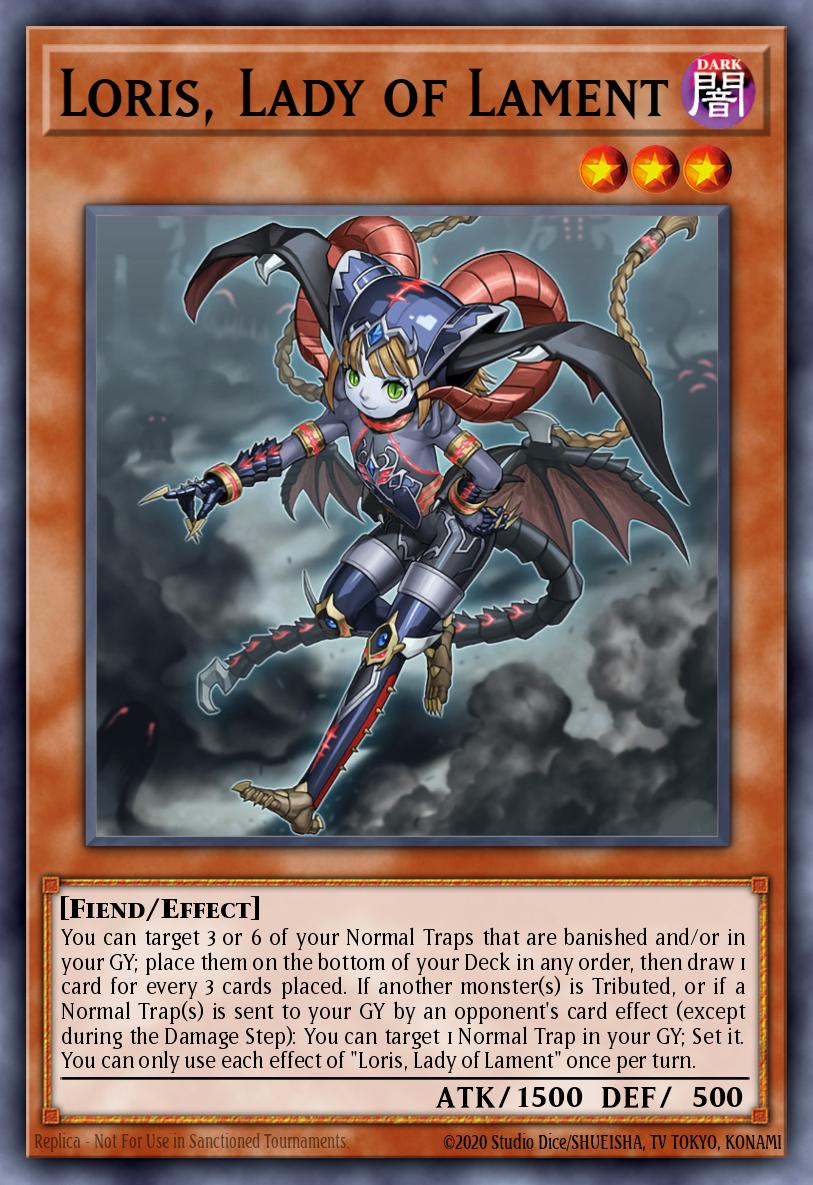 Loris, Lady of Lament
DARK
闇
[Fiend/Effect]
You can target 3 or 6 of your Normal Traps that are banished and/or in
your GY; place them on the bottom of your Deck in any order, then draw 1
card for every 3 cards placed. If another monster(s) is Tributed, or if a
Normal Trap(s) is sent to your GY by an opponent's card effect (except
during the Damage Step): You can target 1 Normal Trap in your GY; Set it.
You can only use each effect of "Loris, Lady of Lament" once per turn.
ATK/1500 DEF/ 500
Replica - Not For Use in Sanctioned Tournaments.
©2020 Studio Dice/SHUEISHA, TV TOKYO, KONAMI